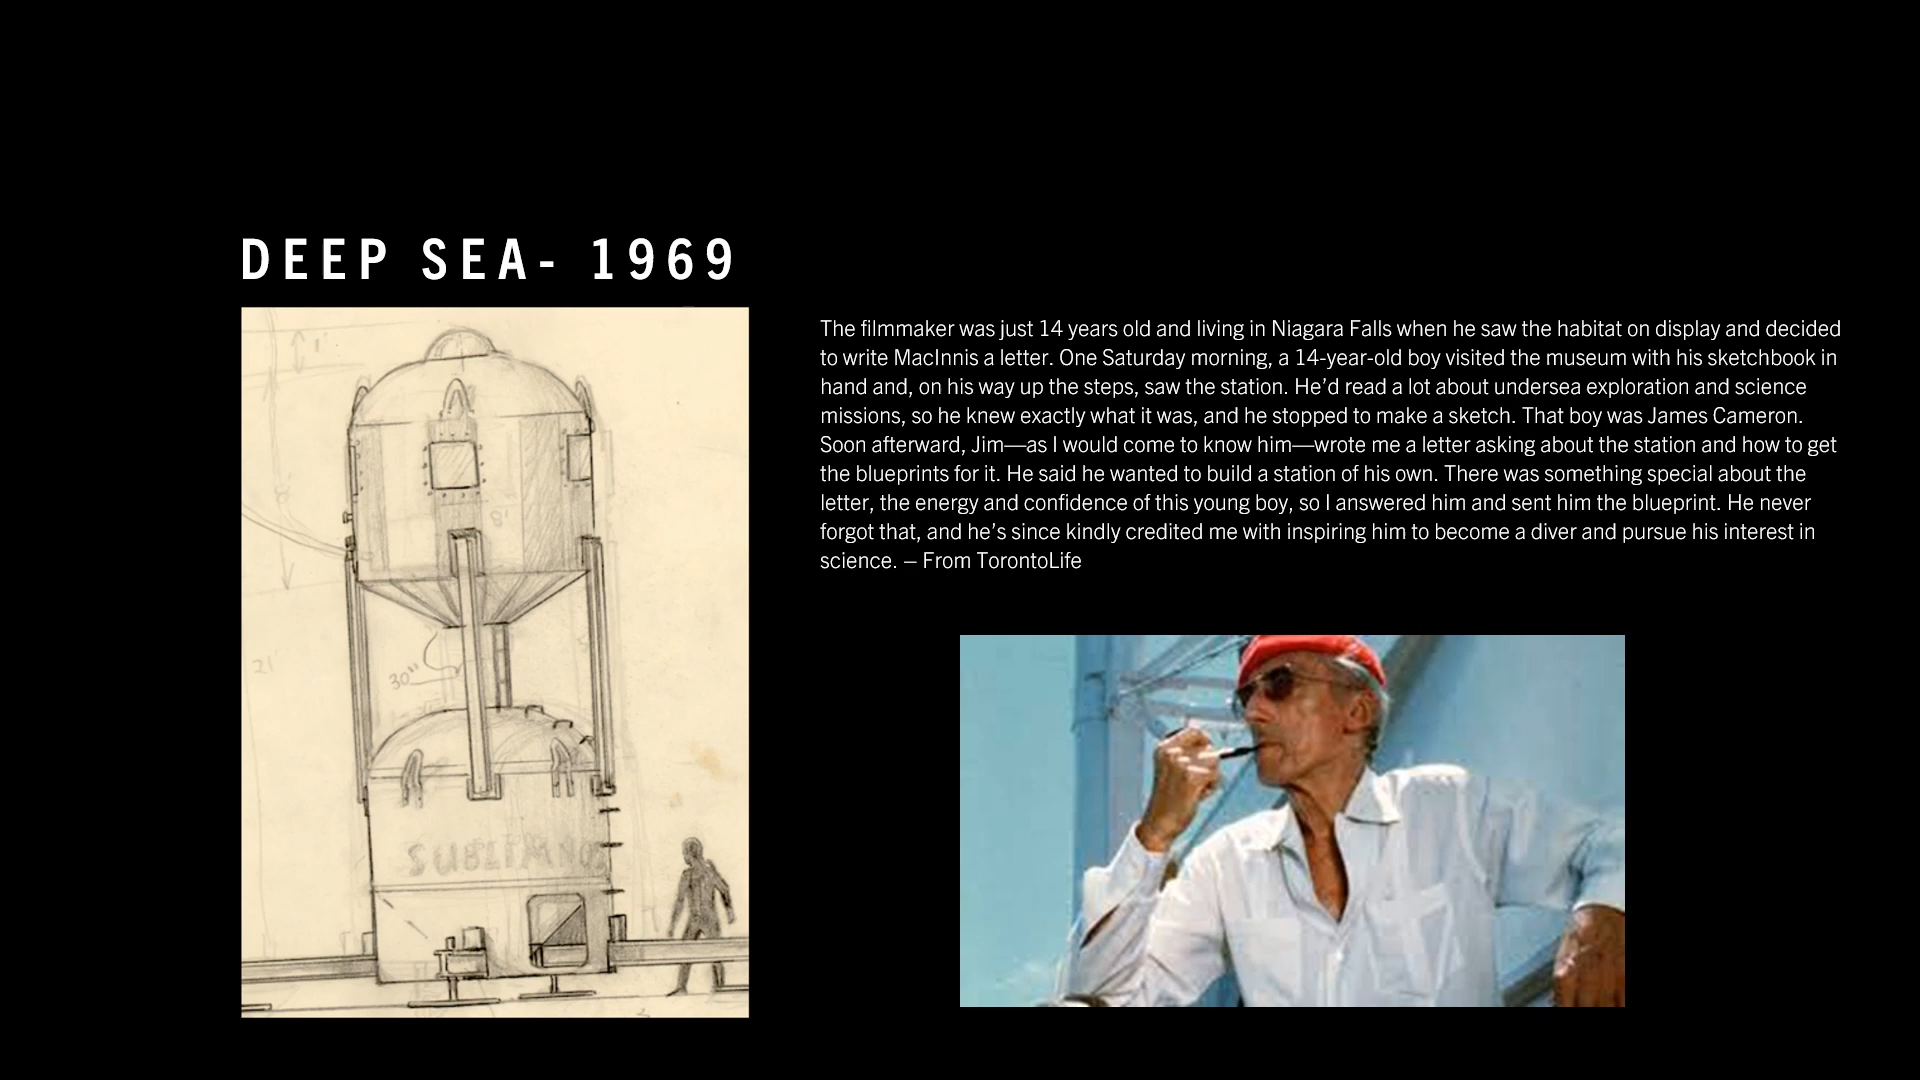 DEEP SEA- 1969
The filmmaker was just 14 years old and living in Niagara Falls when he saw the habitat on display and decided
to write MacInnis a letter. One Saturday morning, a 14-year-old boy visited the museum with his sketchbook in
hand and, on his way up the steps, saw the station. He’d read a lot about undersea exploration and science
missions, so he knew exactly what it was, and he stopped to make a sketch. That boy was James Cameron.
Soon afterward, Jim—as I would come to know him—wrote me a letter asking about the station and how to get
the blueprints for it. He said he wanted to build a station of his own. There was something special about the
letter, the energy and confidence of this young boy, so I answered him and sent him the blueprint. He never
forgot that, and he’s since kindly credited me with inspiring him to become a diver and pursue his interest in
science. – From TorontoLife
1'
8'
8'
21'
30"